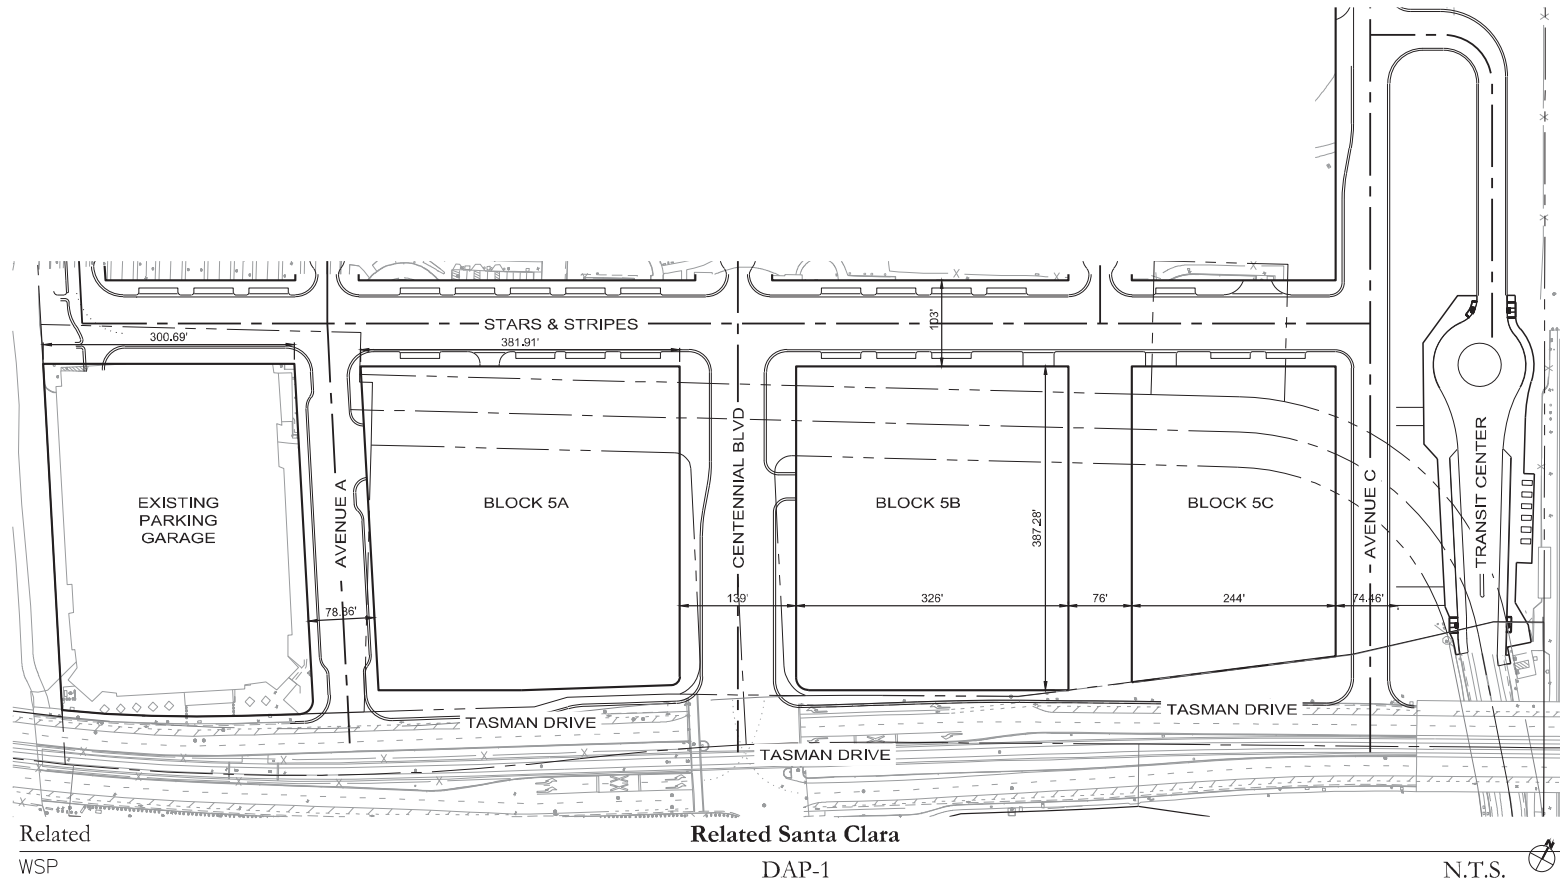 STARS & STRIPES
300.69'
381.91'
103'
EXISTING
PARKING
GARAGE
AVENUE A
BLOCK 5A
CENTENNIAL BLVD
BLOCK 5B
387.28'
BLOCK 5C
AVENUE C
TRANSIT CENTER
78.86'
139'
326'
76'
244'
74.46'
TASMAN DRIVE
TASMAN DRIVE
TASMAN DRIVE
Related
Related Santa Clara
WSP
DAP-1
N.T.S.
N